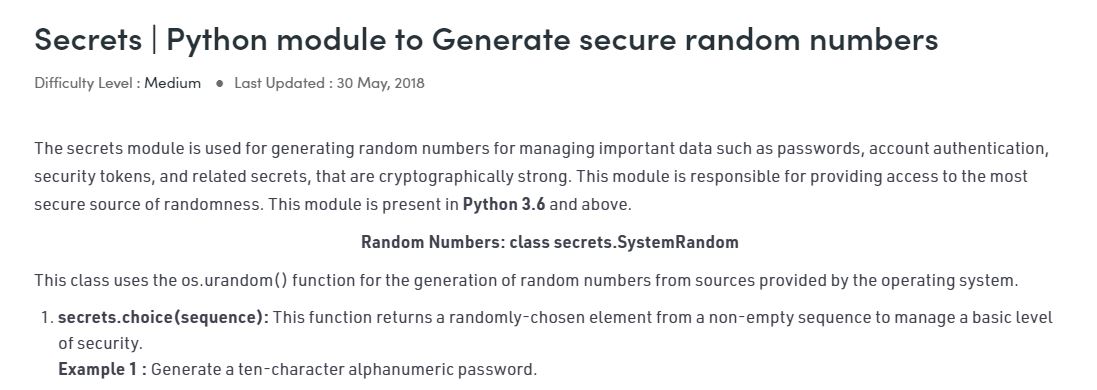 Secrets | Python module to Generate secure random numbers
Difficulty Level : Medium ● Last Updated : 30 May, 2018
The secrets module is used for generating random numbers for managing important data such as passwords, account authentication,
security tokens, and related secrets, that are cryptographically strong. This module is responsible for providing access to the most
secure source of randomness. This module is present in Python 3.6 and above.
Random Numbers: class secrets.SystemRandom
This class uses the os.urandom() function for the generation of random numbers from sources provided by the operating system.
1. secrets.choice(sequence): This function returns a randomly-chosen element from a non-empty sequence to manage a basic level
of security.
Example 1 : Generate a ten-character alphanumeric password.